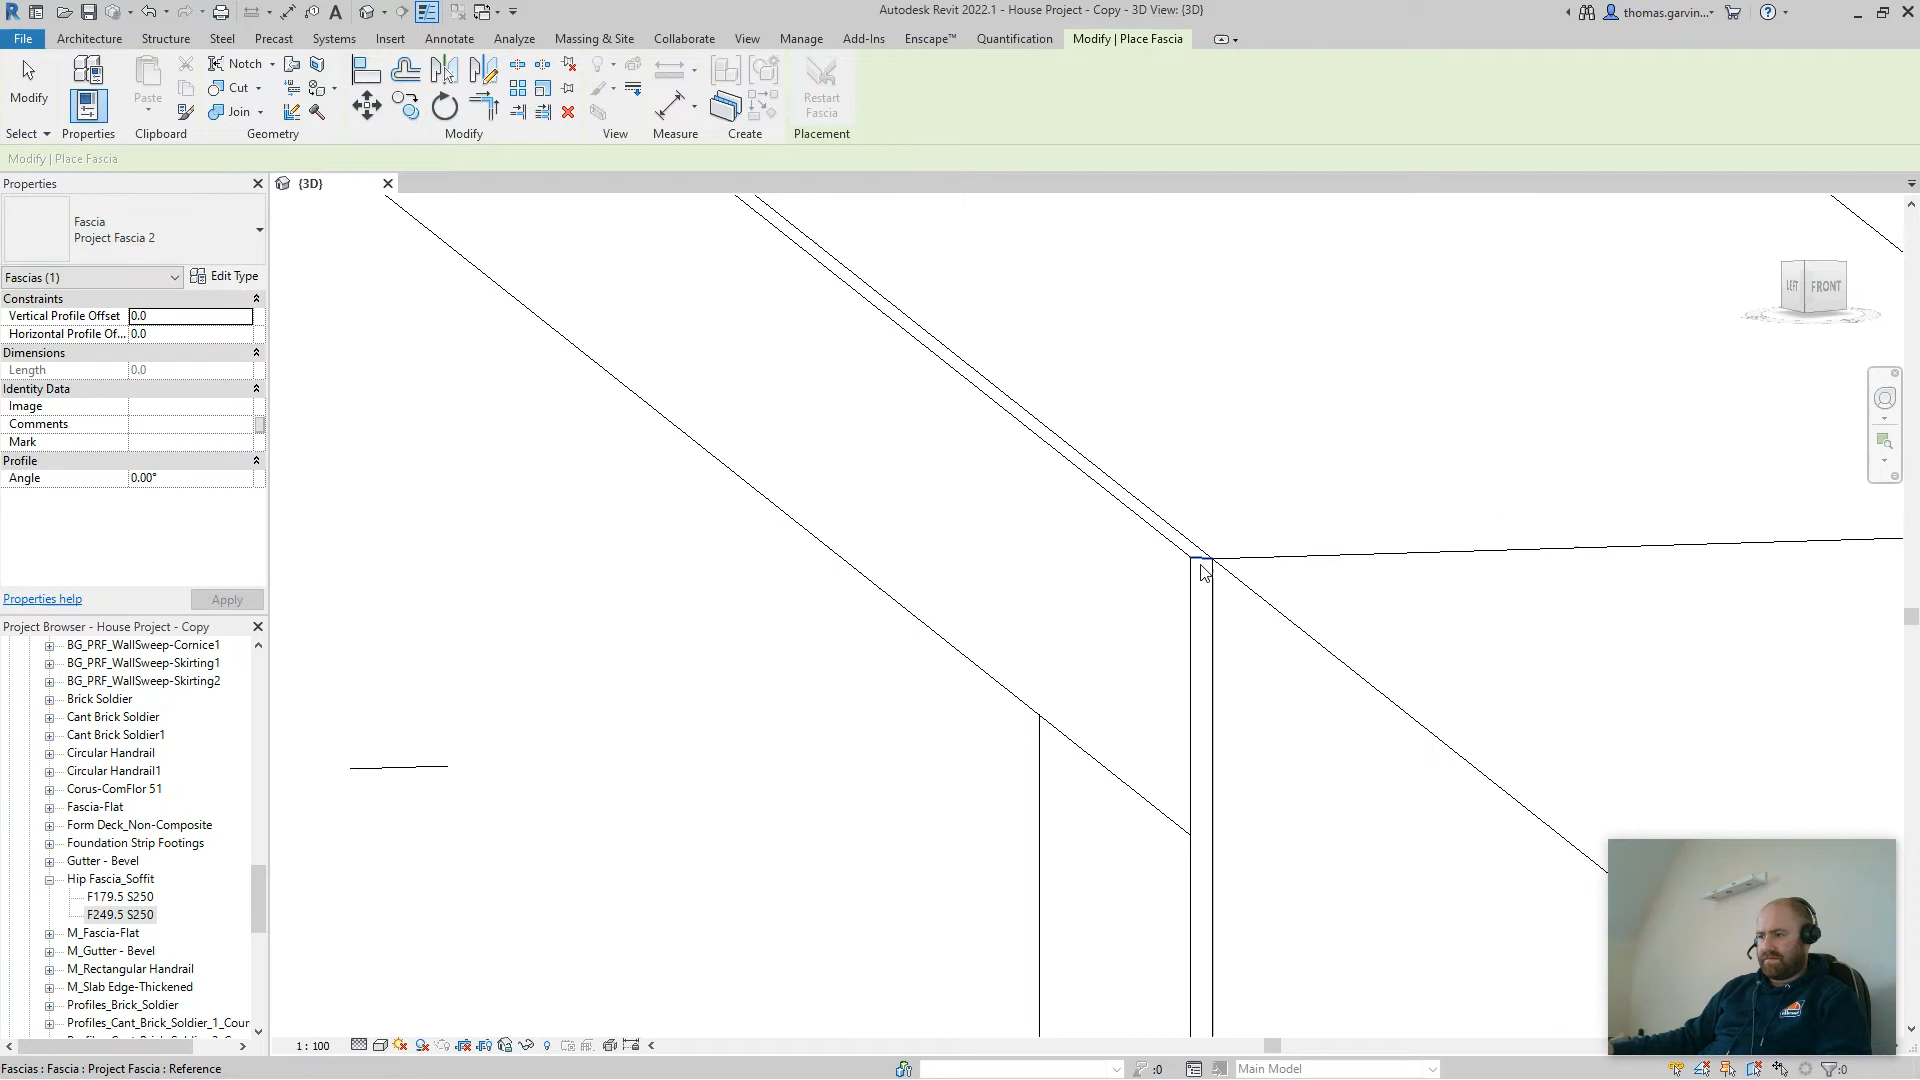 Autodesk Revit 2022.1 - House Project - Copy - 3D View: {3D}
thomas.garvin...
File Architecture Structure Steel Precast Systems Insert Annotate Analyze Massing & Site Collaborate View Manage Add-Ins Enscape™ Quantification Modify | Place Fascia
Modify
Paste
Notch
Cut
Join
Restart Fascia
Select Properties Clipboard Geometry Modify View Measure Create Placement
Modify | Place Fascia
Properties
{3D}
Fascia
Project Fascia 2
Fascias (1)
Edit Type
Constraints
Vertical Profile Offset 0.0
Horizontal Profile Of... 0.0
Dimensions
Length 0.0
Identity Data
Image
Comments
Mark
Profile
Angle 0.00°
Properties help
Apply
LEFT
FRONT
Project Browser - House Project - Copy
BG_PRF_WallSweep-Cornice1
BG_PRF_WallSweep-Skirting1
BG_PRF_WallSweep-Skirting2
Brick Soldier
Cant Brick Soldier
Cant Brick Soldier1
Circular Handrail
Circular Handrail1
Corus-ComFlor 51
Fascia-Flat
Form Deck_Non-Composite
Foundation Strip Footings
Gutter - Bevel
Hip Fascia_Soffit
F179.5 S250
F249.5 S250
M_Fascia-Flat
M_Gutter - Bevel
M_Rectangular Handrail
M_Slab Edge-Thickened
Profiles_Brick_Soldier
Profiles_Cant_Brick_Soldier_1_Cour
1 : 100
Fascias : Fascia : Project Fascia : Reference
:0
Main Model
:0